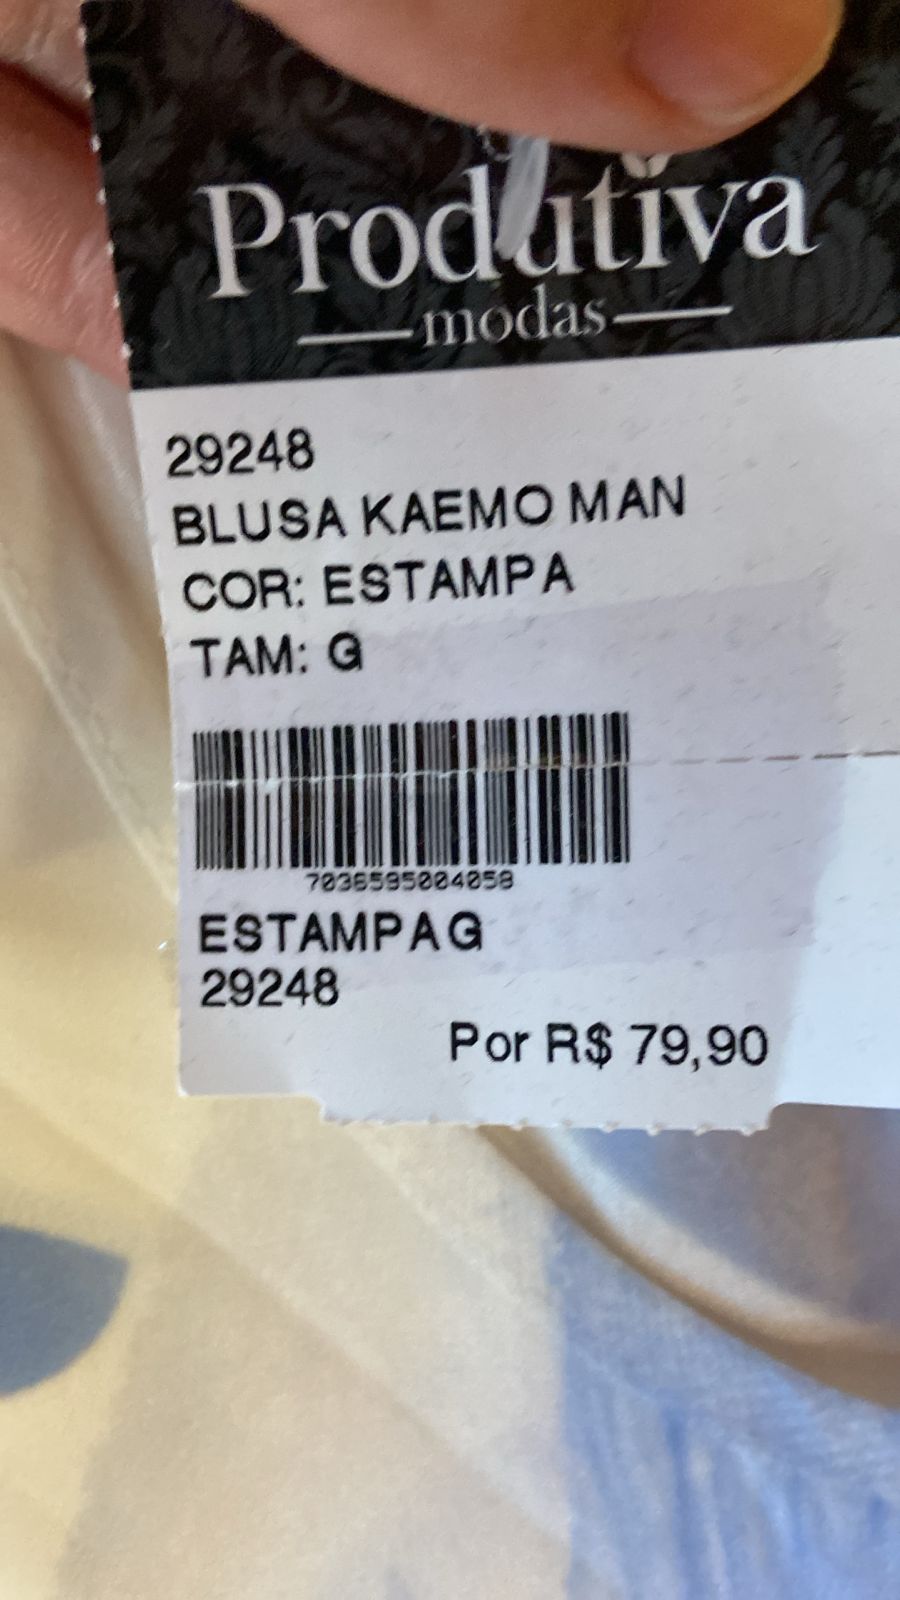 Produtiva
modas
29248
BLUSA KAEMO MAN
COR: ESTAMPA
TAM: G
7036595004058
ESTAMPAG
29248
Por R$ 79,90